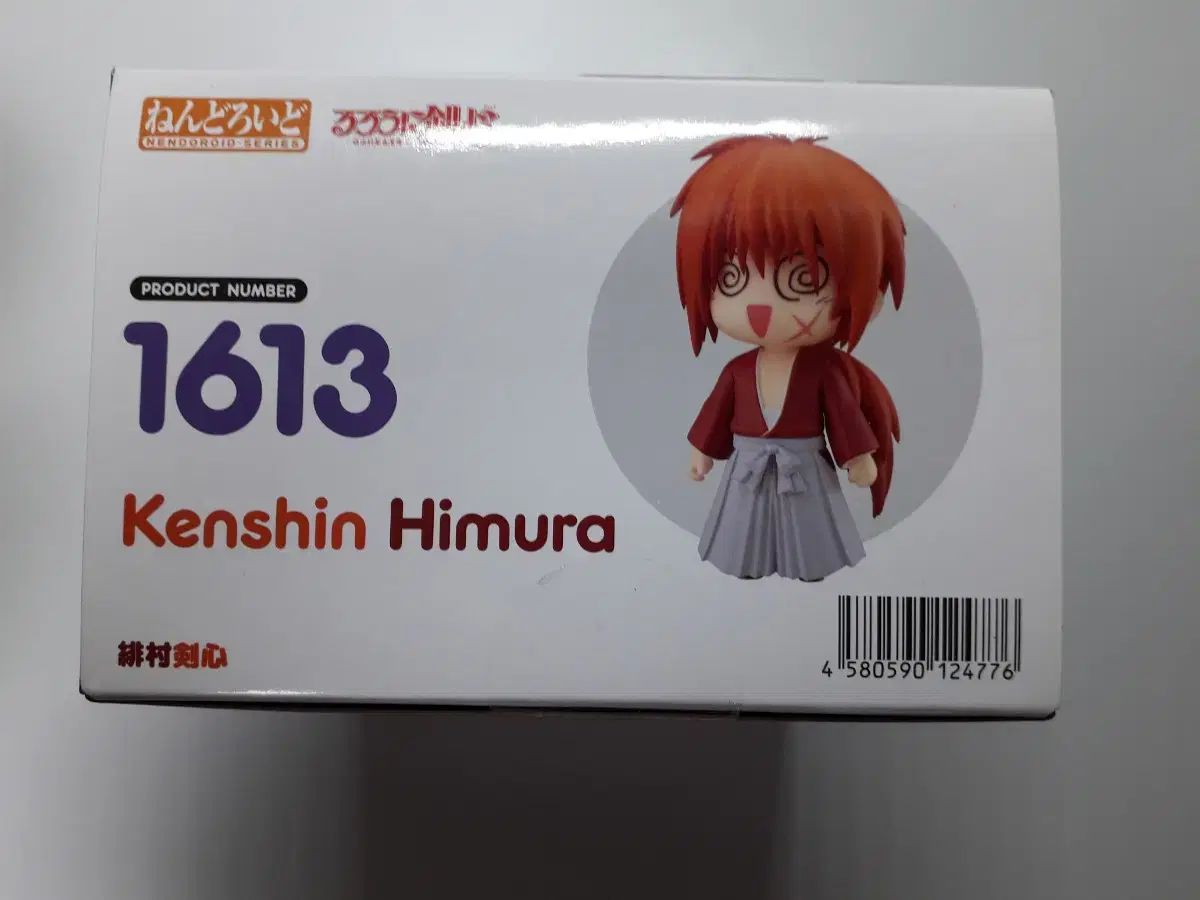 ねんどろいど
NENDOROID SERIES
るろうに剣心
PRODUCT NUMBER
1613
Kenshin Himura
緋村剣心
4 580590 124776